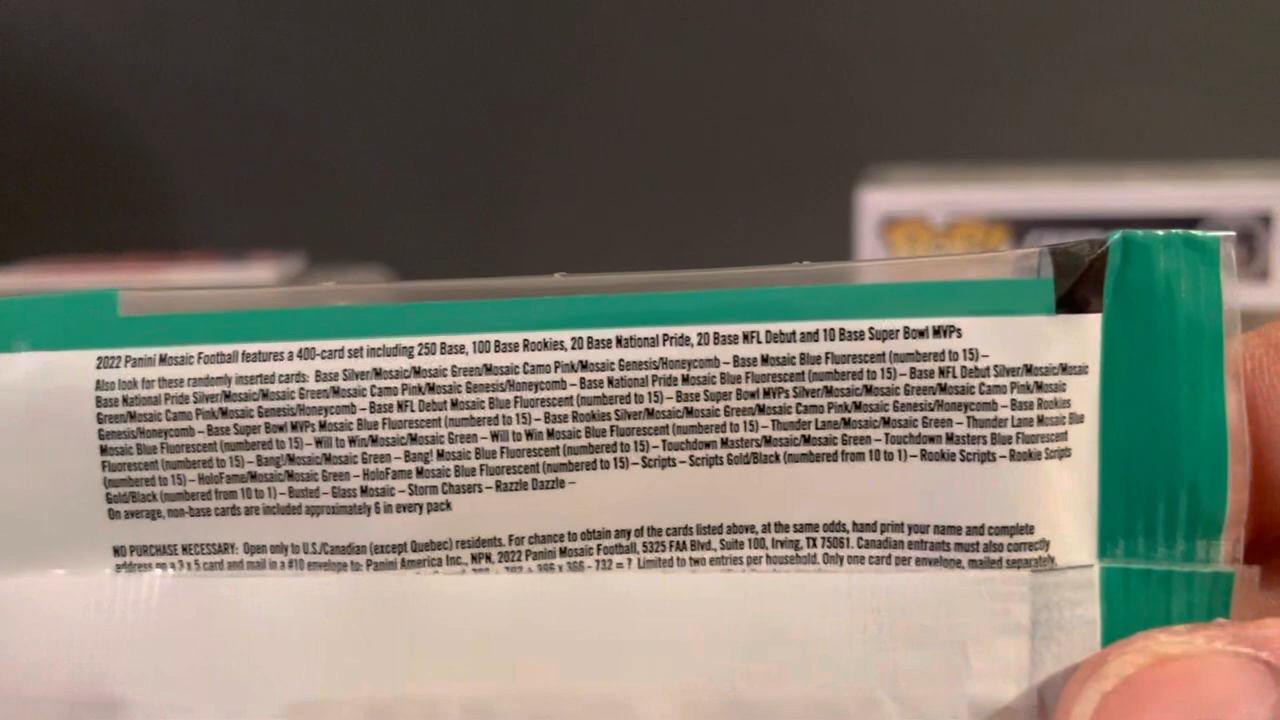 2022 Panini Mosaic Football features a 400-card set including 250 Base, 100 Base Rookies, 20 Base National Pride, 20 Base NFL Debut and 10 Base Super Bowl MVPs
Also look for these randomly inserted cards: Base Silver/Mosaic/Mosaic Green/Mosaic Camo Pink/Mosaic Genesis/Honeycomb – Base Mosaic Blue Fluorescent (numbered to 15) –
Base National Pride Silver/Mosaic/Mosaic Green/Mosaic Camo Pink/Mosaic Genesis/Honeycomb – Base National Pride Mosaic Blue Fluorescent (numbered to 15) – Base NFL Debut Silver/Mosaic/Mosaic
Green/Mosaic Camo Pink/Mosaic Genesis/Honeycomb – Base NFL Debut Mosaic Blue Fluorescent (numbered to 15) – Base Super Bowl MVPs Silver/Mosaic/Mosaic Green/Mosaic Camo Pink/Mosaic
Genesis/Honeycomb – Base Super Bowl MVPs Mosaic Blue Fluorescent (numbered to 15) – Base Rookies Silver/Mosaic/Mosaic Green/Mosaic Camo Pink/Mosaic Genesis/Honeycomb – Base Rookies
Mosaic Blue Fluorescent (numbered to 15) – Will to Win/Mosaic/Mosaic Green – Will to Win Mosaic Blue Fluorescent (numbered to 15) – Thunder Lane/Mosaic/Mosaic Green – Thunder Lane Mosaic Blue
Fluorescent (numbered to 15) – Bang!/Mosaic/Mosaic Green – Bang! Mosaic Blue Fluorescent (numbered to 15) – Touchdown Masters/Mosaic/Mosaic Green – Touchdown Masters Blue Fluorescent
(numbered to 15) – HoloFame/Mosaic/Mosaic Green – HoloFame Mosaic Blue Fluorescent (numbered to 15) – Scripts – Scripts Gold/Black (numbered from 10 to 1) – Rookie Scripts – Rookie Scripts
Gold/Black (numbered from 10 to 1) – Busted – Glass Mosaic – Storm Chasers – Razzle Dazzle –
On average, non-base cards are included approximately 6 in every pack
NO PURCHASE NECESSARY: Open only to U.S./Canadian (except Quebec) residents. For chance to obtain any of the cards listed above, at the same odds, hand print your name and complete
address on a 3 x 5 card and mail in a #10 envelope to: Panini America Inc., NPN, 2022 Panini Mosaic Football, 5325 FAA Blvd., Suite 100, Irving, TX 75061. Canadian entrants must also correctly
366 - 732 = ? Limited to two entries per household. Only one card per envelope, mailed separately.